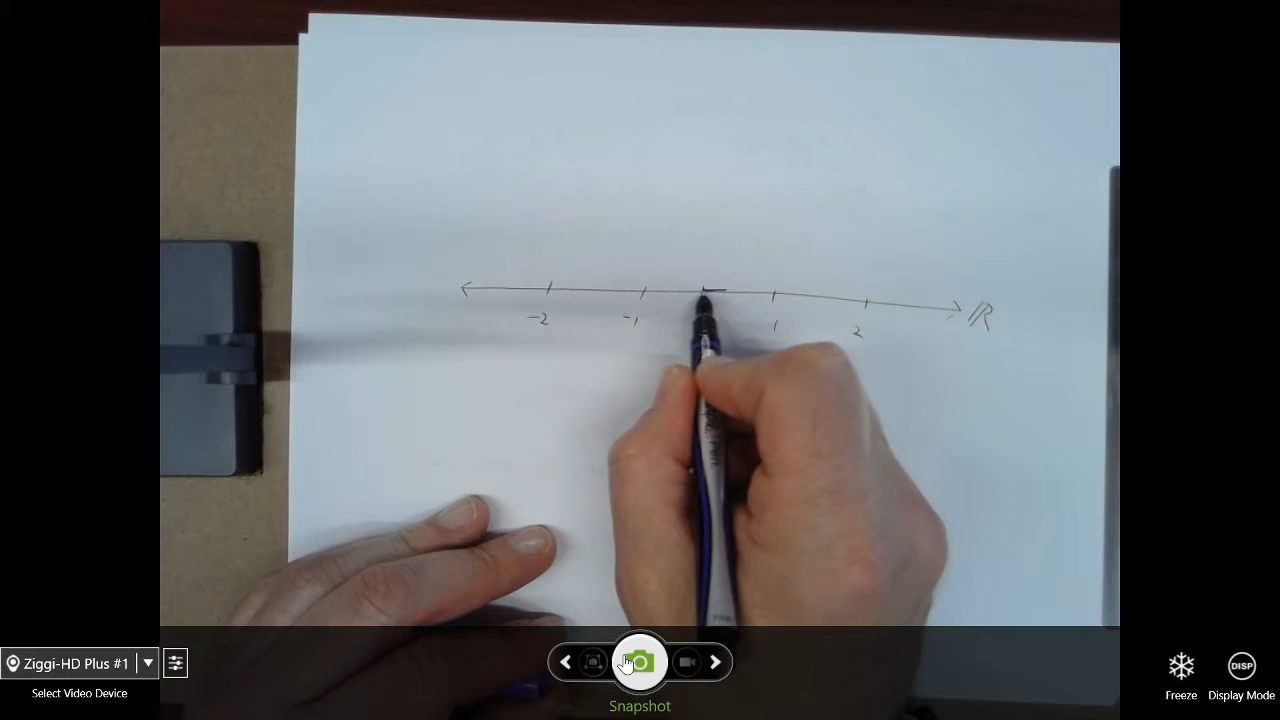 -2 -1 1 2 ℝ
Ziggi-HD Plus #1
Select Video Device
Snapshot
Freeze
DISP
Display Mode